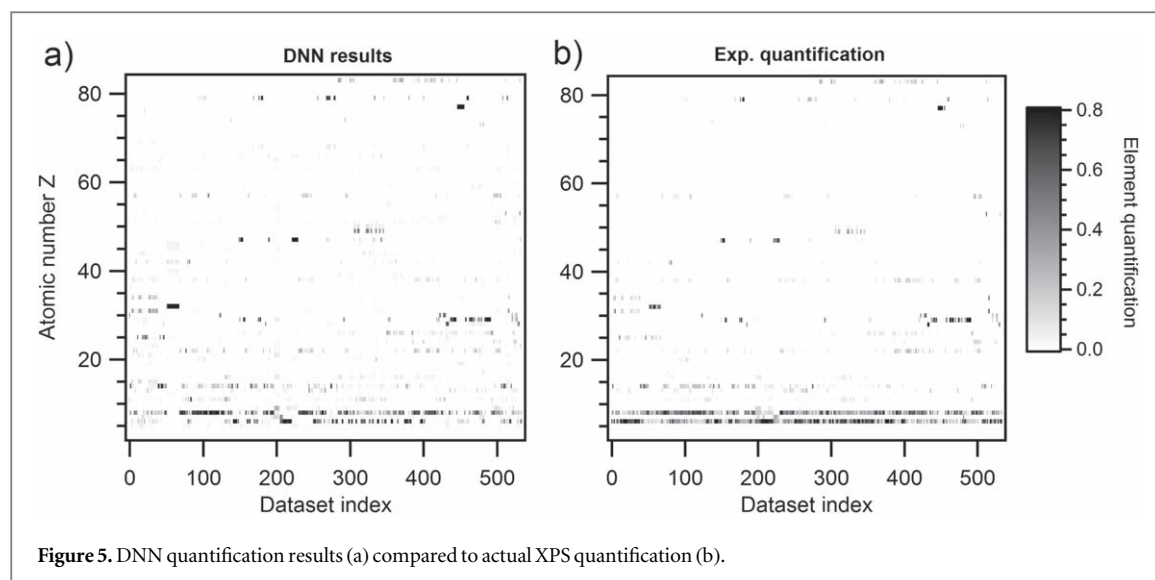 a)
DNN results
80
60
40
20
Atomic number Z
0 100 200 300 400 500
Dataset index
b)
Exp. quantification
80
60
40
20
0 100 200 300 400 500
Dataset index
0.8
0.6
0.4
0.2
0.0
Element quantification
Figure 5. DNN quantification results (a) compared to actual XPS quantification (b).